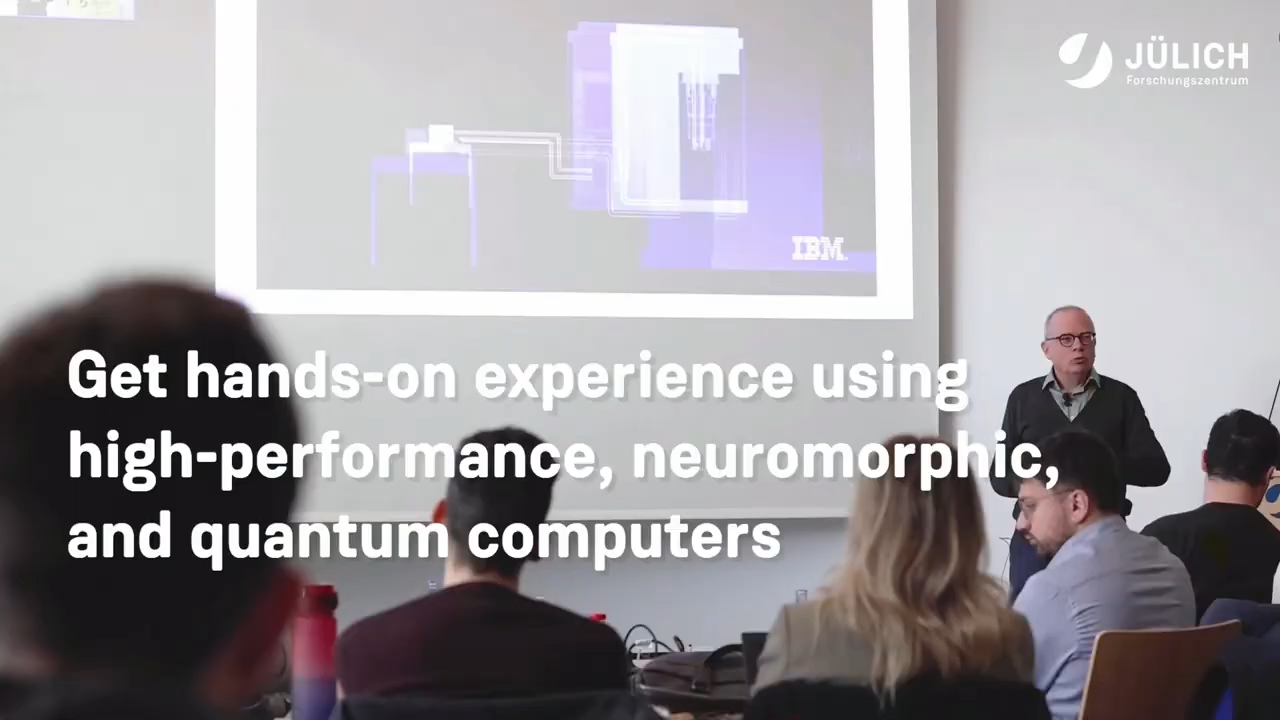 JÜLICH
Forschungszentrum
IBM
Get hands-on experience using
high-performance, neuromorphic,
and quantum computers